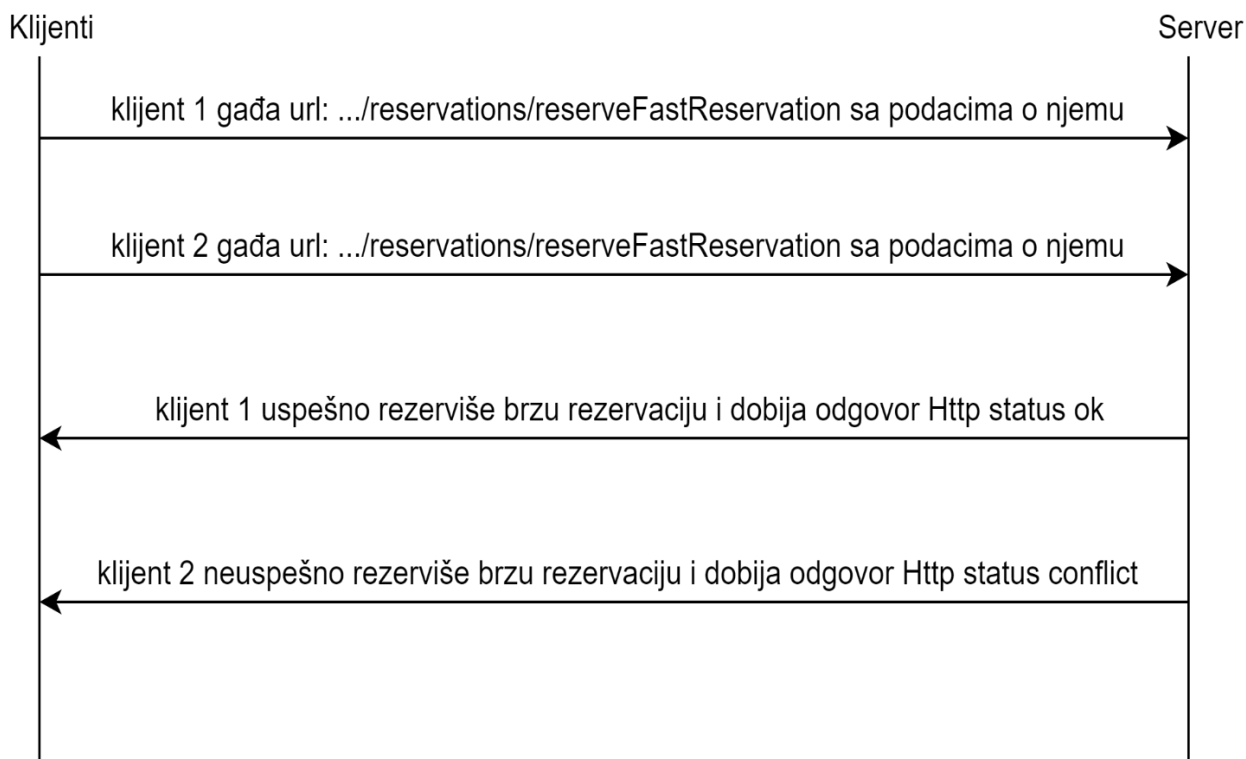 Klijenti
Server
klijent 1 gađa url: .../reservations/reserveFastReservation sa podacima o njemu
klijent 2 gađa url: .../reservations/reserveFastReservation sa podacima o njemu
klijent 1 uspešno rezerviše brzu rezervaciju i dobija odgovor Http status ok
klijent 2 neuspešno rezerviše brzu rezervaciju i dobija odgovor Http status conflict